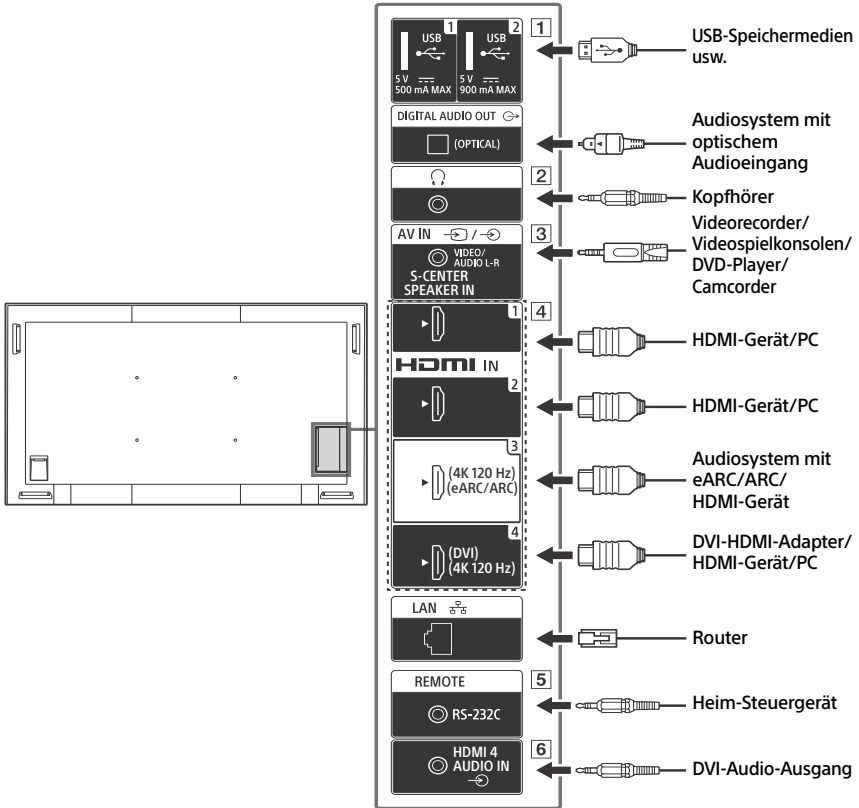 1
2
1
USB
USB
5 V
500 mA MAX
5 V
900 mA MAX
USB-Speichermedien
usw.
DIGITAL AUDIO OUT
(OPTICAL)
Audiosystem mit
optischem
Audioeingang
2
Kopfhörer
AV IN
/
3
VIDEO/
AUDIO L-R
S-CENTER
SPEAKER IN
Videorecorder/
Videospielkonsolen/
DVD-Player/
Camcorder
1
4
HDMI-Gerät/PC
HDMI IN
2
HDMI-Gerät/PC
3
(4K 120 Hz)
(eARC/ARC)
Audiosystem mit
eARC/ARC/
HDMI-Gerät
4
(DVI)
(4K 120 Hz)
DVI-HDMI-Adapter/
HDMI-Gerät/PC
LAN
Router
REMOTE
5
RS-232C
Heim-Steuergerät
6
HDMI 4
AUDIO IN
DVI-Audio-Ausgang